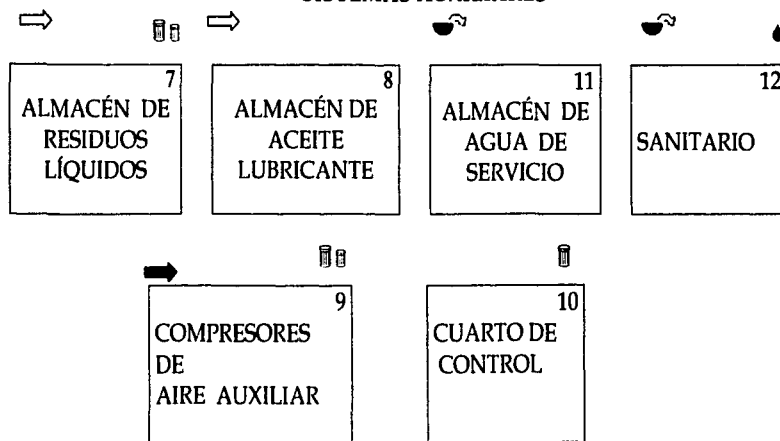 7
ALMACÉN DE
RESIDUOS
LÍQUIDOS
8
ALMACÉN DE
ACEITE
LUBRICANTE
11
ALMACÉN DE
AGUA DE
SERVICIO
12
SANITARIO
9
COMPRESORES
DE
AIRE AUXILIAR
10
CUARTO DE
CONTROL